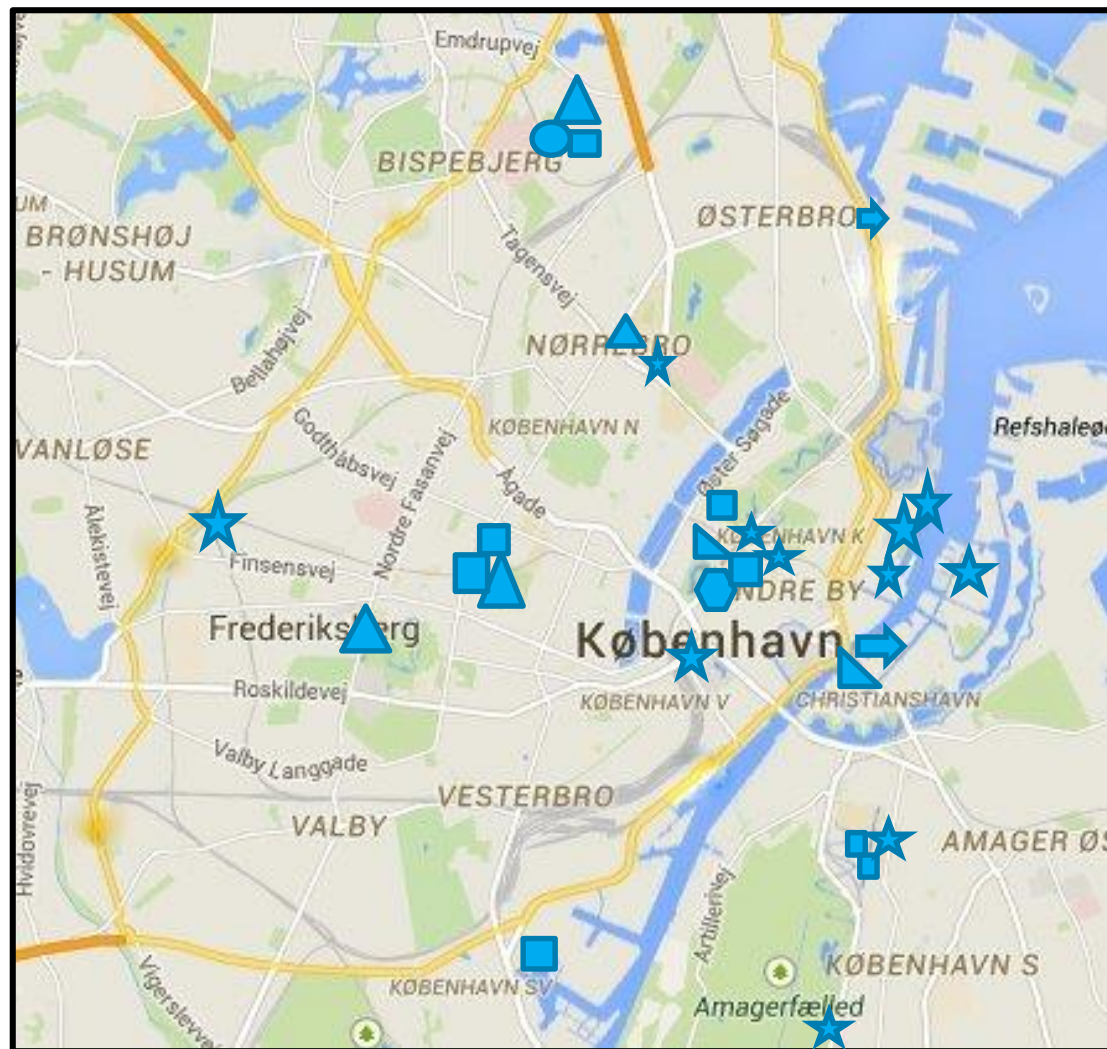 Emdrupvej
BISPEBJERG
UM
BRØNSHØJ
- HUSUM
ØSTERBRO
Tagensvej
NØRREBRO
Bellahøjvej
Godthåbsvej
KØBENHAVN N
Øster Søgade
Refshaleø
VANLØSE
Nordre Fasanvej
Ågade
Ålekistevej
Finsensvej
KØBENHAVN K
NDRE BY
Frederiksberg
København
Roskildevej
KØBENHAVN V
CHRISTIANSHAVN
Valby Langgade
VESTERBRO
VALBY
Hvidovrevej
AMAGER ØS
Artillerivej
Vigerslevvej
KØBENHAVN SV
KØBENHAVN S
Amagerfælled